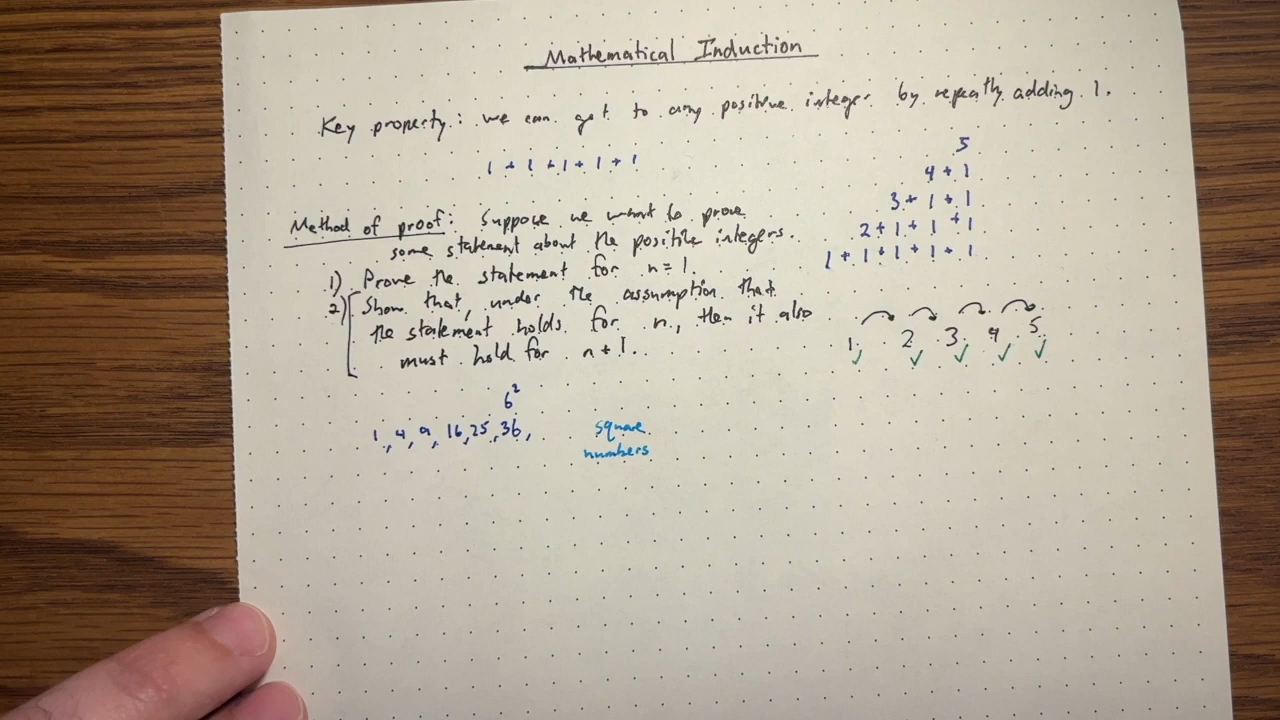 Mathematical Induction
Key property: we can get to any positive integer by repeatly adding 1.
1 + 1 + 1 + 1 + 1
5
4 + 1
3 + 1 + 1
2 + 1 + 1 + 1
1 + 1 + 1 + 1 + 1
Method of proof: Suppose we want to prove
some statement about the positive integers.
1) Prove the statement for n = 1.
2) Show that, under the assumption that
the statement holds for n, then it also
must hold for n + 1.
1 2 3 4 5
✓ ✓ ✓ ✓ ✓
6²
1, 4, 9, 16, 25, 36,
square
numbers